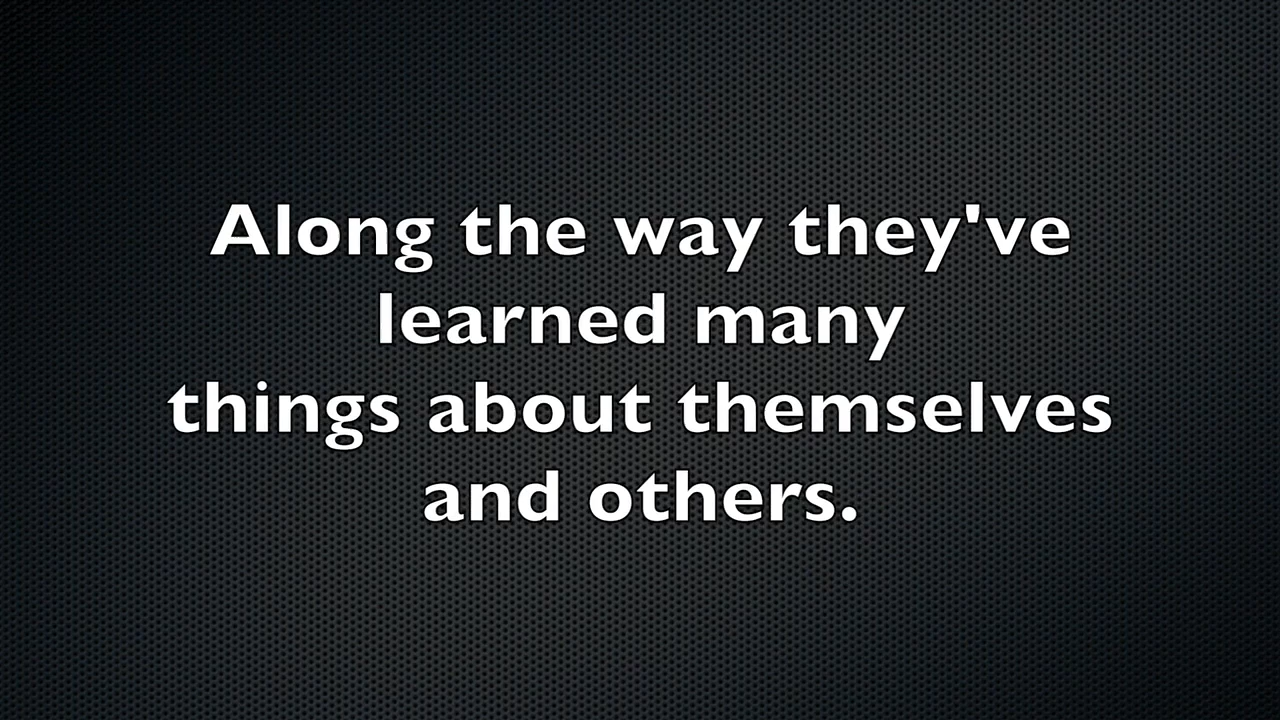 Along the way they've
learned many
things about themselves
and others.